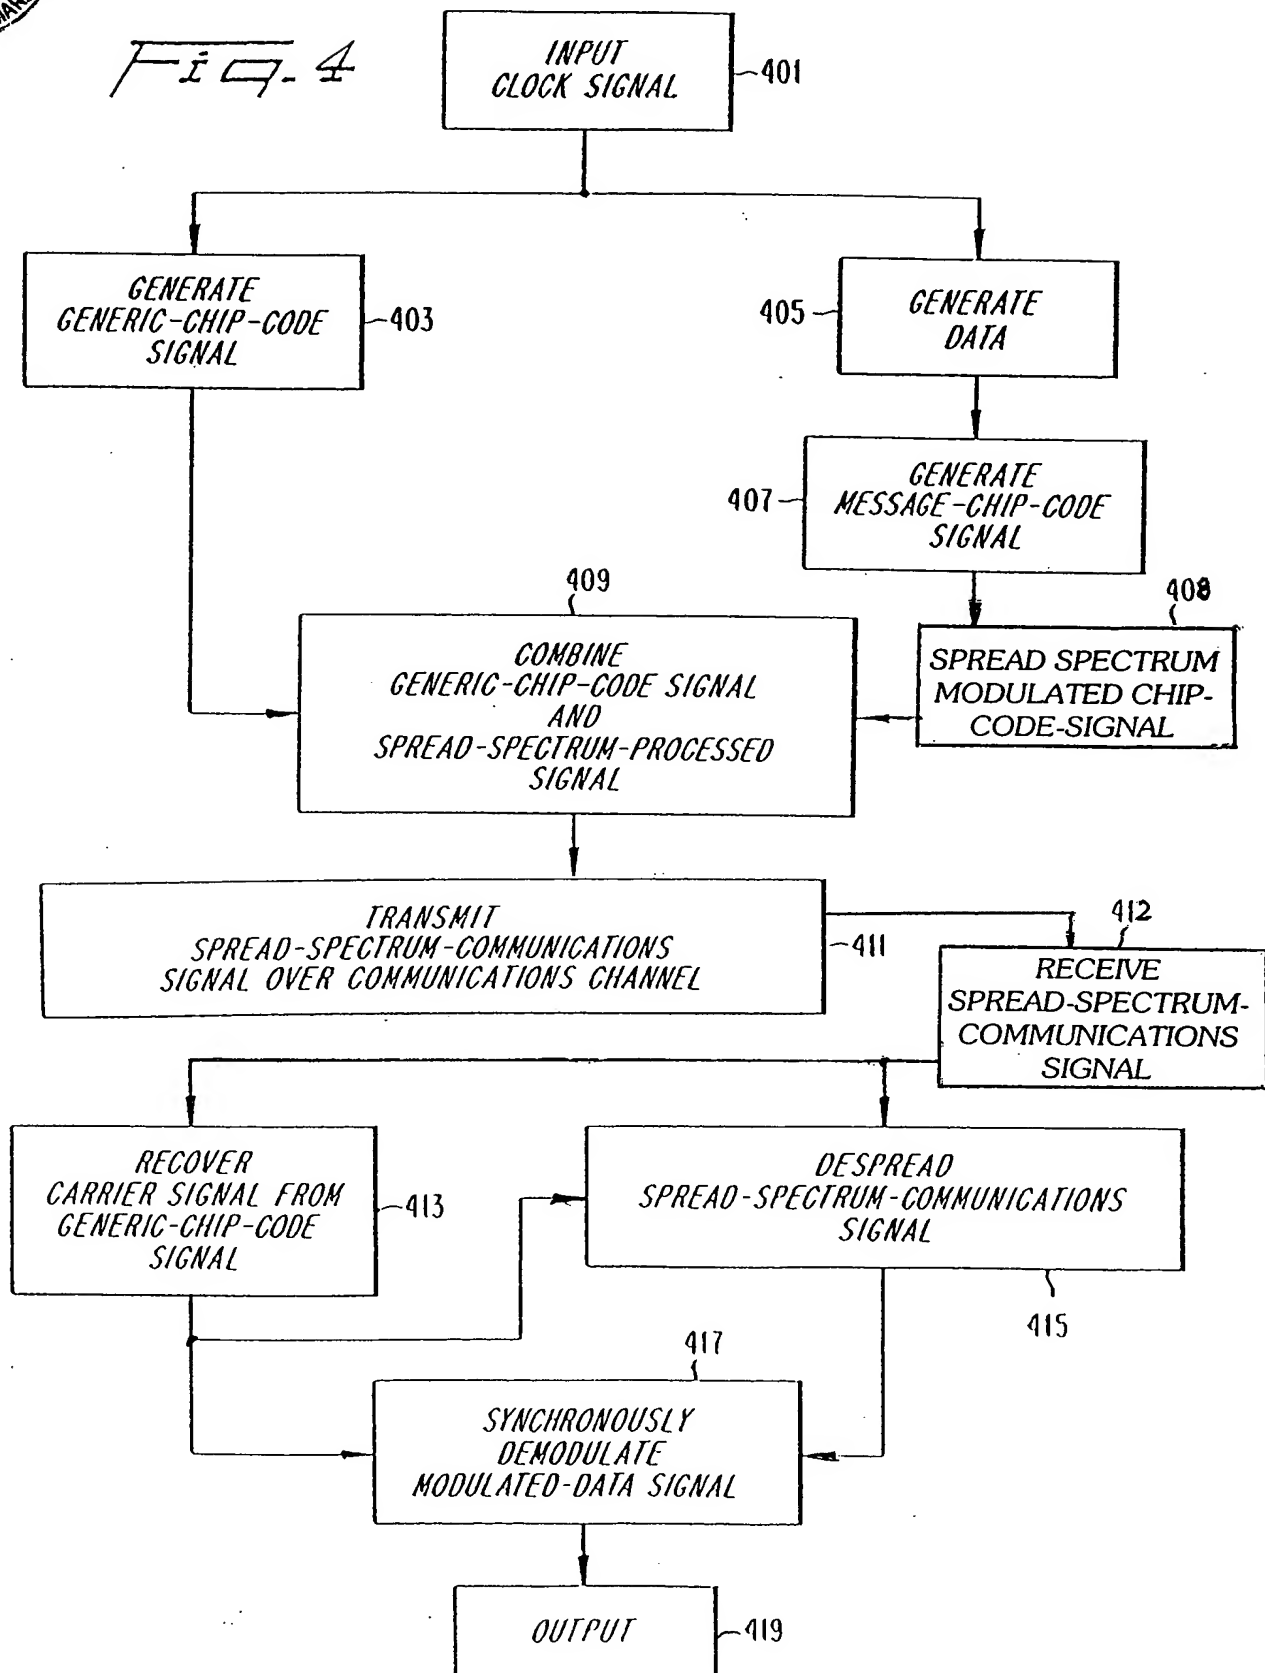 Fig. 4
INPUT
CLOCK SIGNAL
401
GENERATE
GENERIC-CHIP-CODE
SIGNAL
403
405
GENERATE
DATA
407
GENERATE
MESSAGE-CHIP-CODE
SIGNAL
408
SPREAD SPECTRUM
MODULATED CHIP-
CODE-SIGNAL
409
COMBINE
GENERIC-CHIP-CODE SIGNAL
AND
SPREAD-SPECTRUM-PROCESSED
SIGNAL
TRANSMIT
SPREAD-SPECTRUM-COMMUNICATIONS
SIGNAL OVER COMMUNICATIONS CHANNEL
411
412
RECEIVE
SPREAD-SPECTRUM-
COMMUNICATIONS
SIGNAL
RECOVER
CARRIER SIGNAL FROM
GENERIC-CHIP-CODE
SIGNAL
413
DESPREAD
SPREAD-SPECTRUM-COMMUNICATIONS
SIGNAL
415
417
SYNCHRONOUSLY
DEMODULATE
MODULATED-DATA SIGNAL
OUTPUT
419